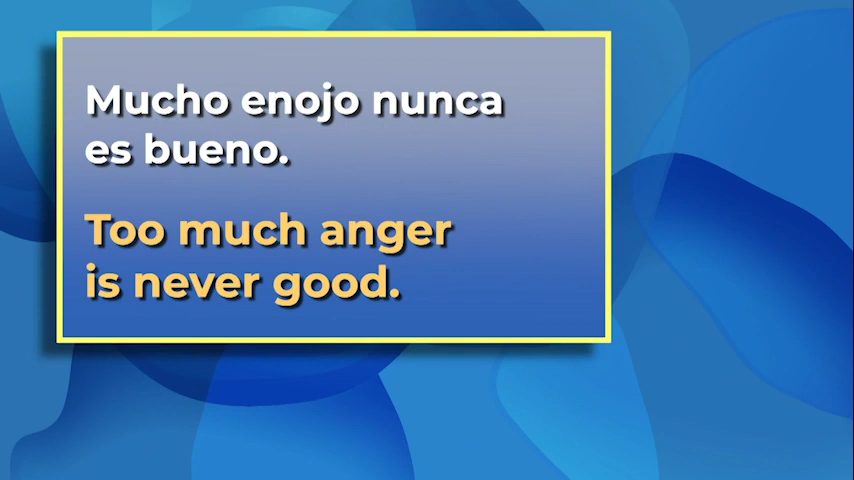 Mucho enojo nunca
es bueno.
Too much anger
is never good.